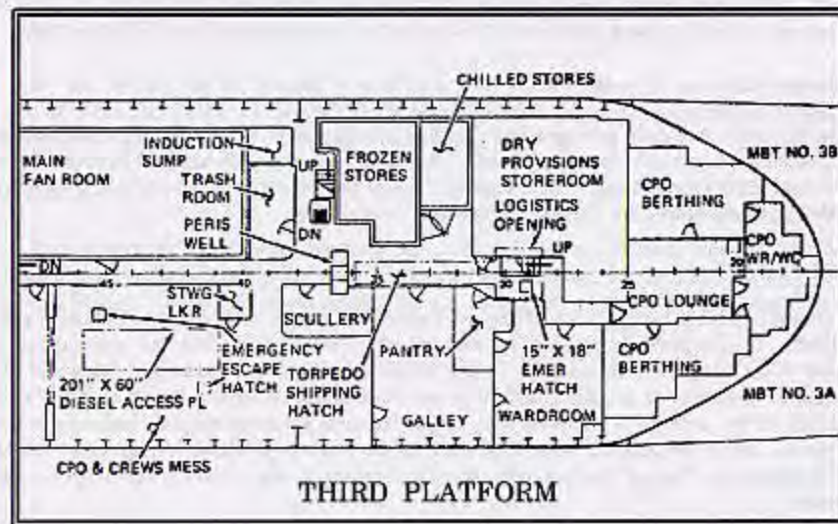 CHILLED STORES
INDUCTION
SUMP
UP
FROZEN
STORES
DRY
PROVISIONS
STOREROOM
MBT NO. 3B
MAIN
FAN ROOM
TRASH
ROOM
LOGISTICS
OPENING
CPO
BERTHING
PERIS
WELL
DN
UP
CPO
WR/WC
DN
45
40
30
25
20
STWG
LKR
SCULLERY
CPO LOUNGE
EMERGENCY
ESCAPE
HATCH
PANTRY
15" X 18"
EMER
HATCH
CPO
BERTHING
201" X 60"
DIESEL ACCESS PL
TORPEDO
SHIPPING
HATCH
GALLEY
WARDROOM
MBT NO. 3A
CPO & CREWS MESS
THIRD PLATFORM